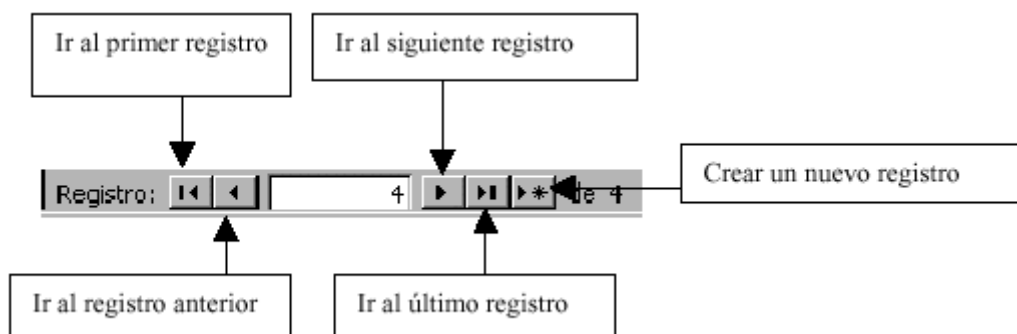 Ir al primer registro
Ir al siguiente registro
Crear un nuevo registro
Registro: 4 de 4
Ir al registro anterior
Ir al último registro